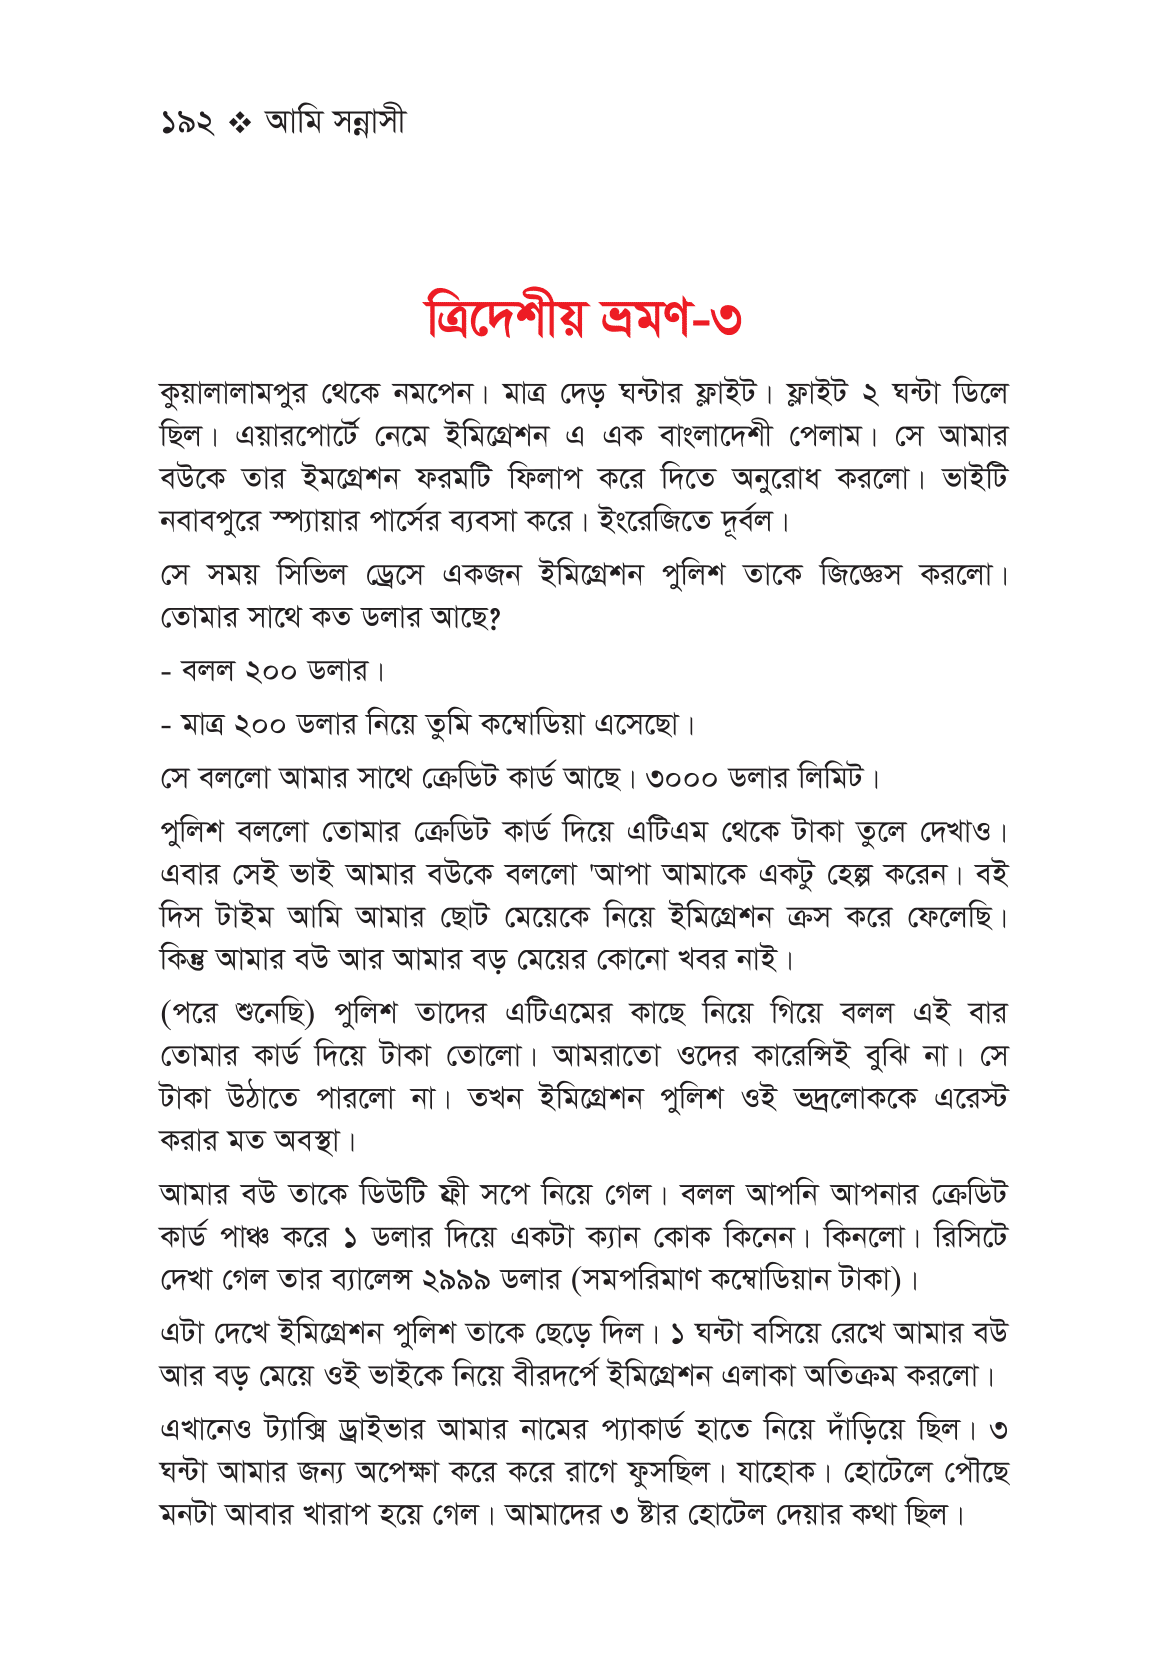 ১৯২ ❖ আমি সন্ন্যাসী
ত্রিদেশীয় ভ্রমণ-৩
কুয়ালালামপুর থেকে নমপেন। মাত্র দেড় ঘন্টার ফ্লাইট। ফ্লাইট ২ ঘন্টা ডিলে
ছিল। এয়ারপোর্টে নেমে ইমিগ্রেশন এ এক বাংলাদেশী পেলাম। সে আমার
বউকে তার ইমগ্রেশন ফরমটি ফিলাপ করে দিতে অনুরোধ করলো। ভাইটি
নবাবপুরে স্প্যায়ার পার্সের ব্যবসা করে। ইংরেজিতে দূর্বল।
সে সময় সিভিল ড্রেসে একজন ইমিগ্রেশন পুলিশ তাকে জিজ্ঞেস করলো।
তোমার সাথে কত ডলার আছে?
- বলল ২০০ ডলার।
- মাত্র ২০০ ডলার নিয়ে তুমি কম্বোডিয়া এসেছো।
সে বললো আমার সাথে ক্রেডিট কার্ড আছে। ৩০০০ ডলার লিমিট।
পুলিশ বললো তোমার ক্রেডিট কার্ড দিয়ে এটিএম থেকে টাকা তুলে দেখাও।
এবার সেই ভাই আমার বউকে বললো 'আপা আমাকে একটু হেল্প করেন। বই
দিস টাইম আমি আমার ছোট মেয়েকে নিয়ে ইমিগ্রেশন ক্রস করে ফেলেছি।
কিন্তু আমার বউ আর আমার বড় মেয়ের কোনো খবর নাই।
(পরে শুনেছি) পুলিশ তাদের এটিএমের কাছে নিয়ে গিয়ে বলল এই বার
তোমার কার্ড দিয়ে টাকা তোলো। আমরাতো ওদের কারেন্সিই বুঝি না। সে
টাকা উঠাতে পারলো না। তখন ইমিগ্রেশন পুলিশ ওই ভদ্রলোককে এরেস্ট
করার মত অবস্থা।
আমার বউ তাকে ডিউটি ফ্রী সপে নিয়ে গেল। বলল আপনি আপনার ক্রেডিট
কার্ড পাঞ্চ করে ১ ডলার দিয়ে একটা ক্যান কোক কিনেন। কিনলো। রিসিটে
দেখা গেল তার ব্যালেন্স ২৯৯৯ ডলার (সমপরিমাণ কম্বোডিয়ান টাকা)।
এটা দেখে ইমিগ্রেশন পুলিশ তাকে ছেড়ে দিল। ১ ঘন্টা বসিয়ে রেখে আমার বউ
আর বড় মেয়ে ওই ভাইকে নিয়ে বীরদর্পে ইমিগ্রেশন এলাকা অতিক্রম করলো।
এখানেও ট্যাক্সি ড্রাইভার আমার নামের প্যাকার্ড হাতে নিয়ে দাঁড়িয়ে ছিল। ৩
ঘন্টা আমার জন্য অপেক্ষা করে করে রাগে ফুসছিল। যাহোক। হোটেলে পৌছে
মনটা আবার খারাপ হয়ে গেল। আমাদের ৩ ষ্টার হোটেল দেয়ার কথা ছিল।